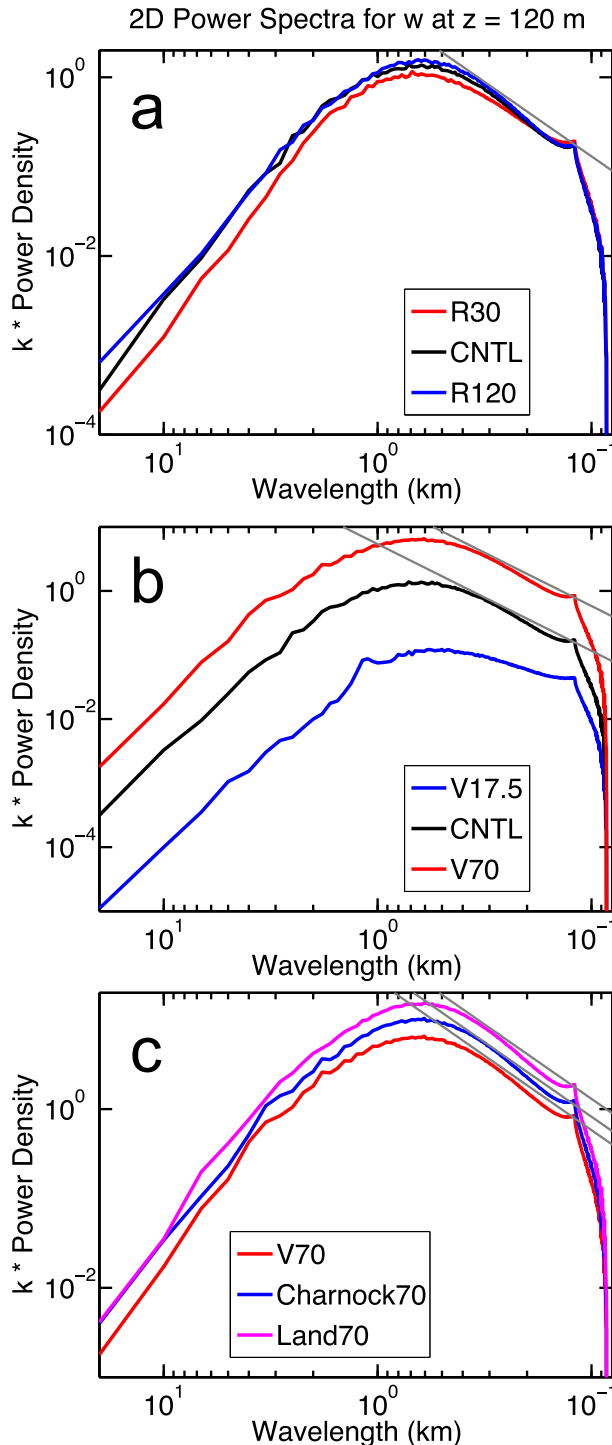 2D Power Spectra for w at z = 120 m
a
k * Power Density
10^0
10^-2
10^-4
R30
CNTL
R120
10^1 10^0 10^-1
Wavelength (km)
b
k * Power Density
10^0
10^-2
10^-4
V17.5
CNTL
V70
10^1 10^0 10^-1
Wavelength (km)
c
k * Power Density
10^0
10^-2
V70
Charnock70
Land70
10^1 10^0 10^-1
Wavelength (km)